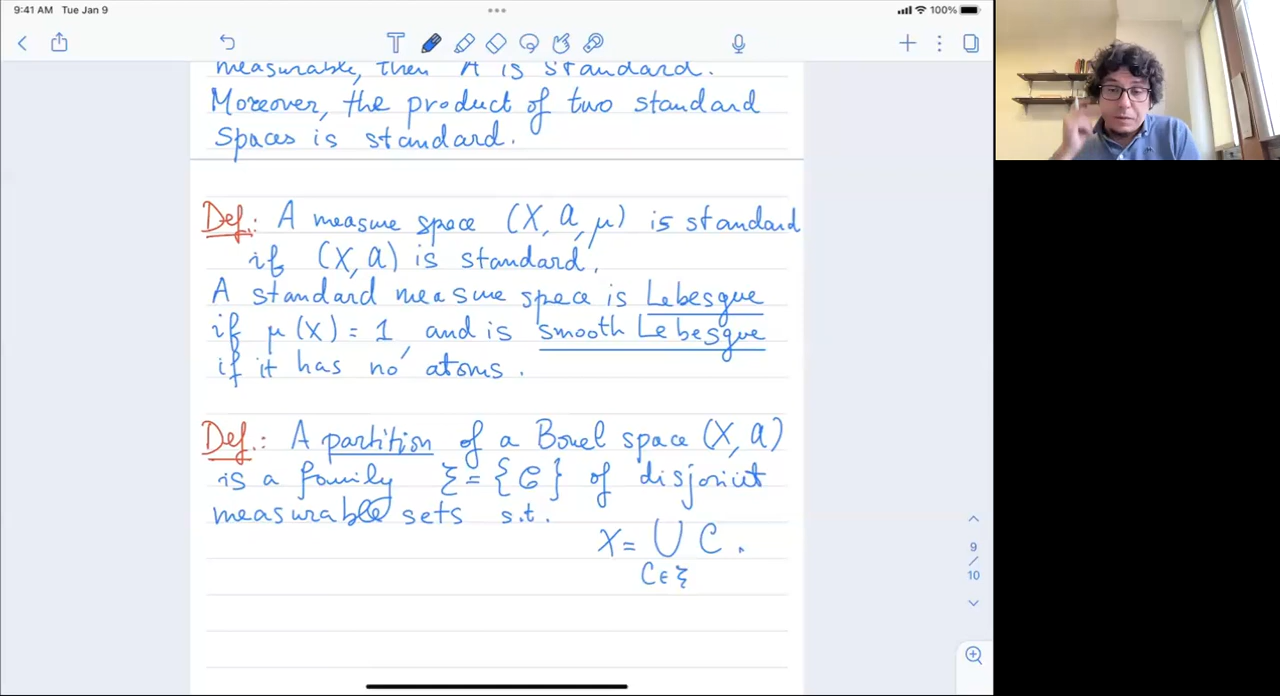 9:41 AM Tue Jan 9
100%
measurable, then A is standard.
Moreover, the product of two standard
spaces is standard.
Def.: A measure space (X, a, μ) is standard
if (X, a) is standard.
A standard measure space is Lebesgue
if μ(X) = 1, and is smooth Lebesgue
if it has no atoms.
Def.: A partition of a Borel space (X, a)
is a family ξ = {C} of disjoint
measurable sets s.t.
X = ⋃ C .
C ∈ ξ
9
/
10